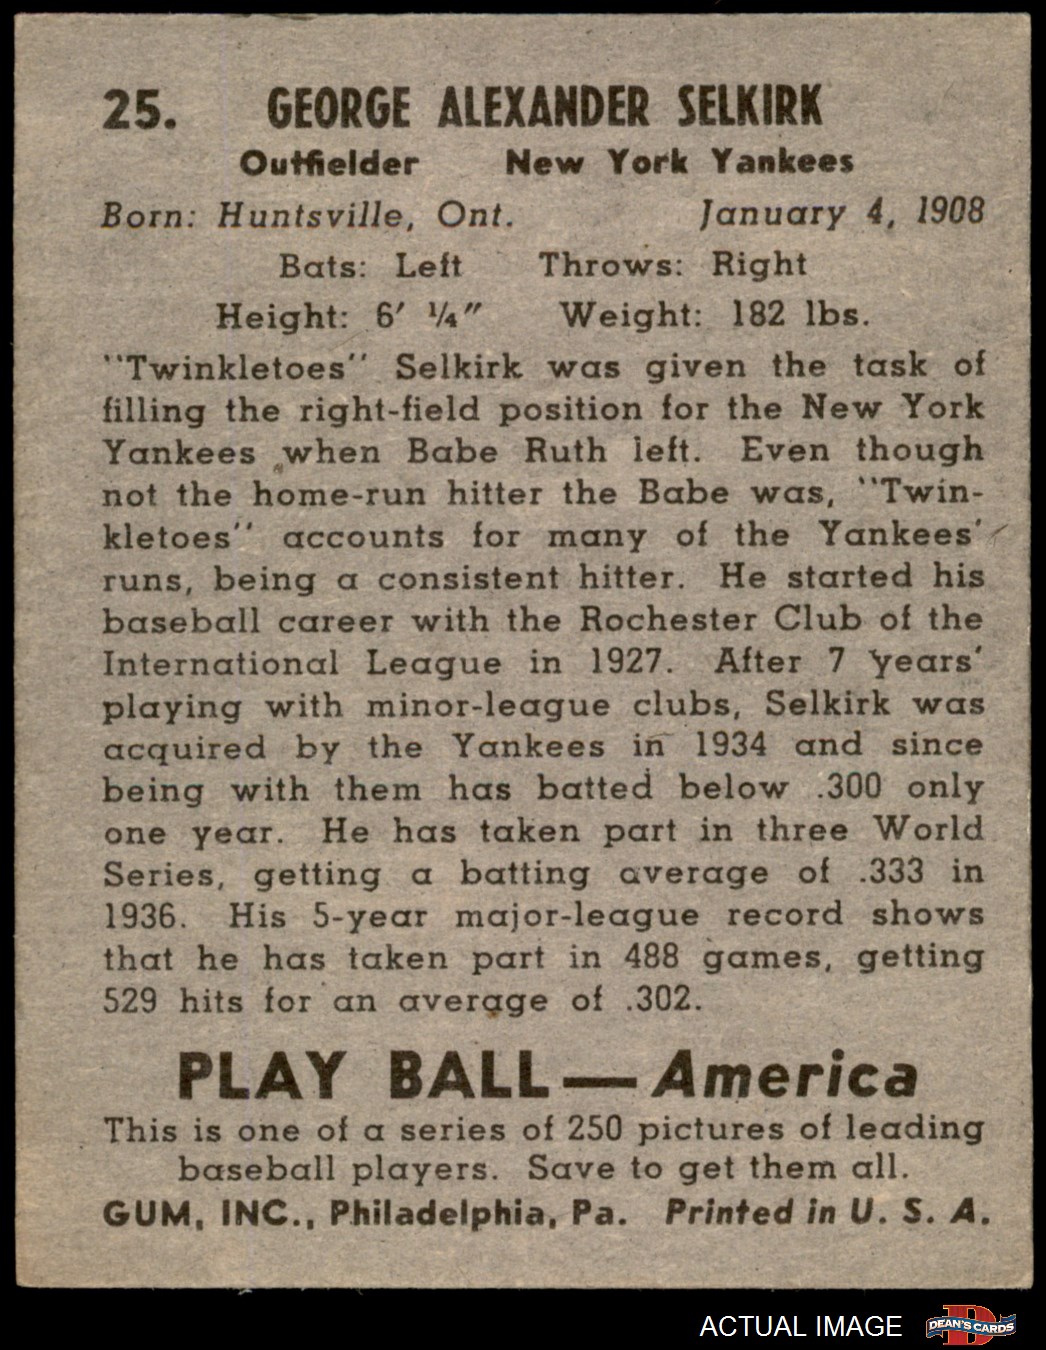 25. GEORGE ALEXANDER SELKIRK
Outfielder New York Yankees
Born: Huntsville, Ont. January 4, 1908
Bats: Left Throws: Right
Height: 6′ ¼″ Weight: 182 lbs.
"Twinkletoes" Selkirk was given the task of
filling the right-field position for the New York
Yankees when Babe Ruth left. Even though
not the home-run hitter the Babe was, "Twin-
kletoes" accounts for many of the Yankees'
runs, being a consistent hitter. He started his
baseball career with the Rochester Club of the
International League in 1927. After 7 years'
playing with minor-league clubs, Selkirk was
acquired by the Yankees in 1934 and since
being with them has batted below .300 only
one year. He has taken part in three World
Series, getting a batting average of .333 in
1936. His 5-year major-league record shows
that he has taken part in 488 games, getting
529 hits for an average of .302.
PLAY BALL — America
This is one of a series of 250 pictures of leading
baseball players. Save to get them all.
GUM, INC., Philadelphia, Pa. Printed in U. S. A.
ACTUAL IMAGE DEAN'S CARDS